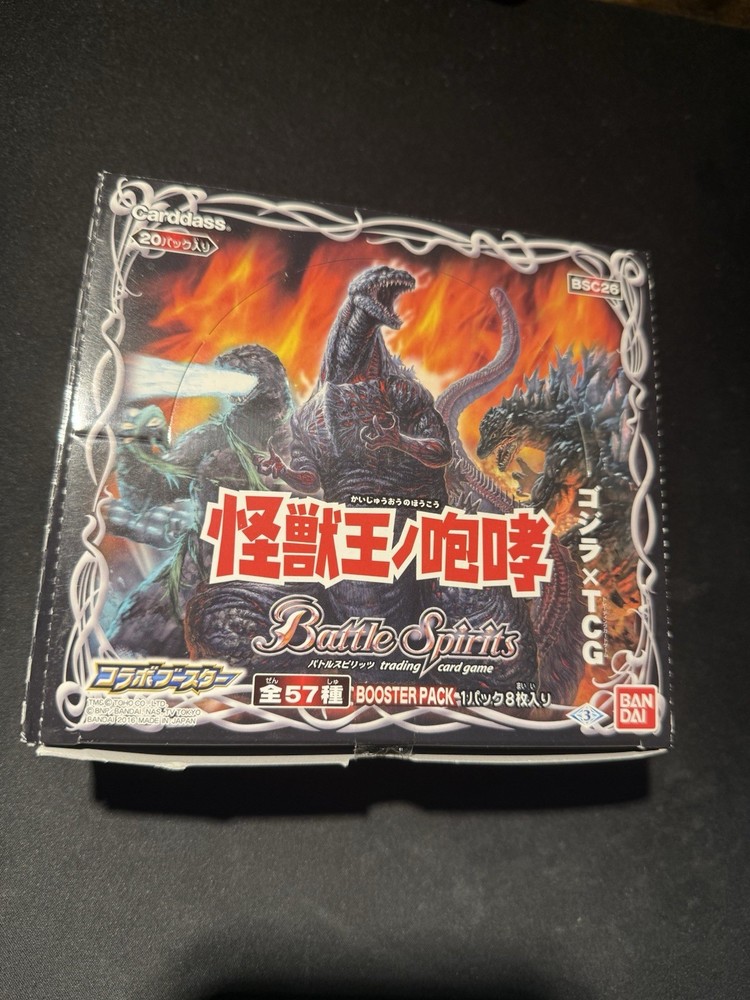 Carddass®
20パック入り
BSC26
かいじゅうおうのほうこう
怪獣王ノ咆哮
ゴジラ×TCG
Battle Spirits
バトルスピリッツ trading card game
コラボブースター
ぜん しゅ
全57種
BOOSTER PACK 1パック8枚入り
まい い
TM&©TOHO CO., LTD.
©BNP, BANDAI, NAS, TV TOKYO
BANDAI 2016 MADE IN JAPAN
3
BAN
DAI